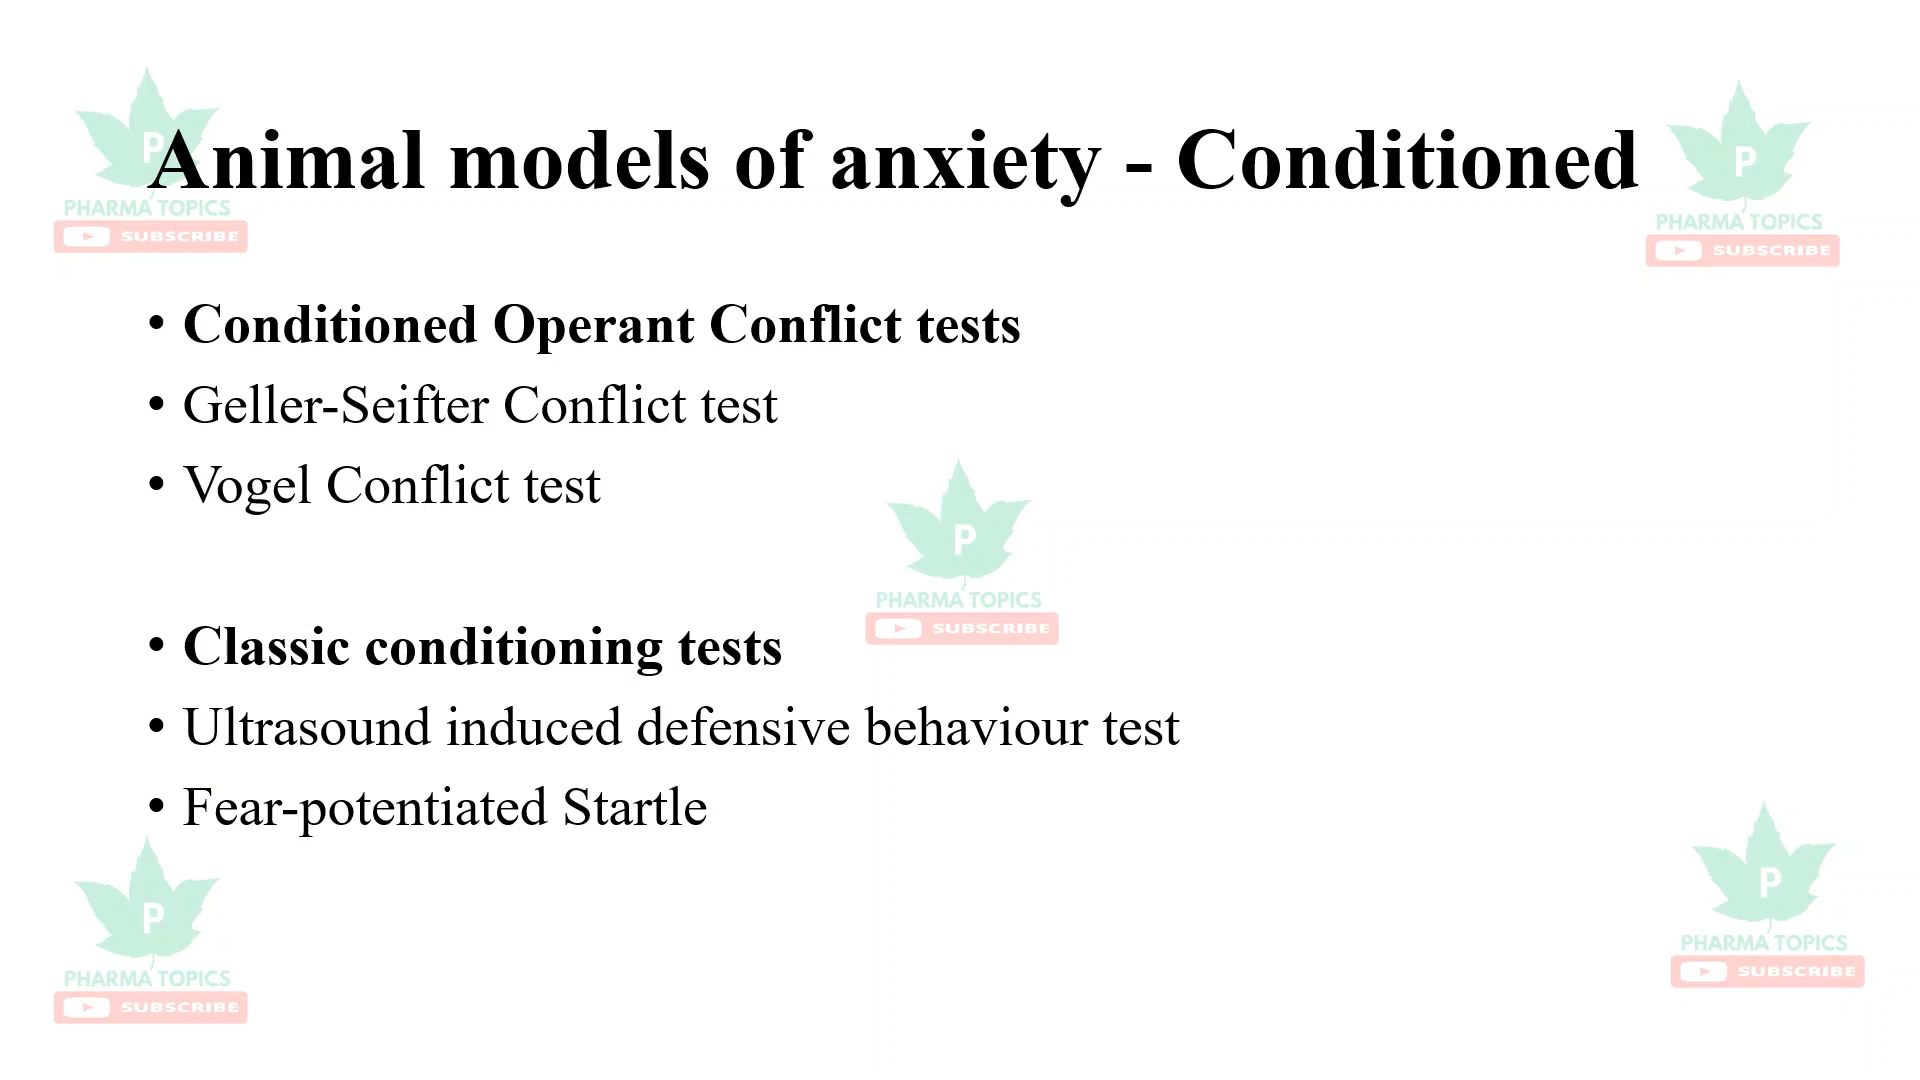 P
PHARMA TOPICS
SUBSCRIBE
Animal models of anxiety - Conditioned
P
PHARMA TOPICS
SUBSCRIBE
• Conditioned Operant Conflict tests
• Geller-Seifter Conflict test
• Vogel Conflict test
P
PHARMA TOPICS
SUBSCRIBE
• Classic conditioning tests
• Ultrasound induced defensive behaviour test
• Fear-potentiated Startle
P
PHARMA TOPICS
SUBSCRIBE
P
PHARMA TOPICS
SUBSCRIBE